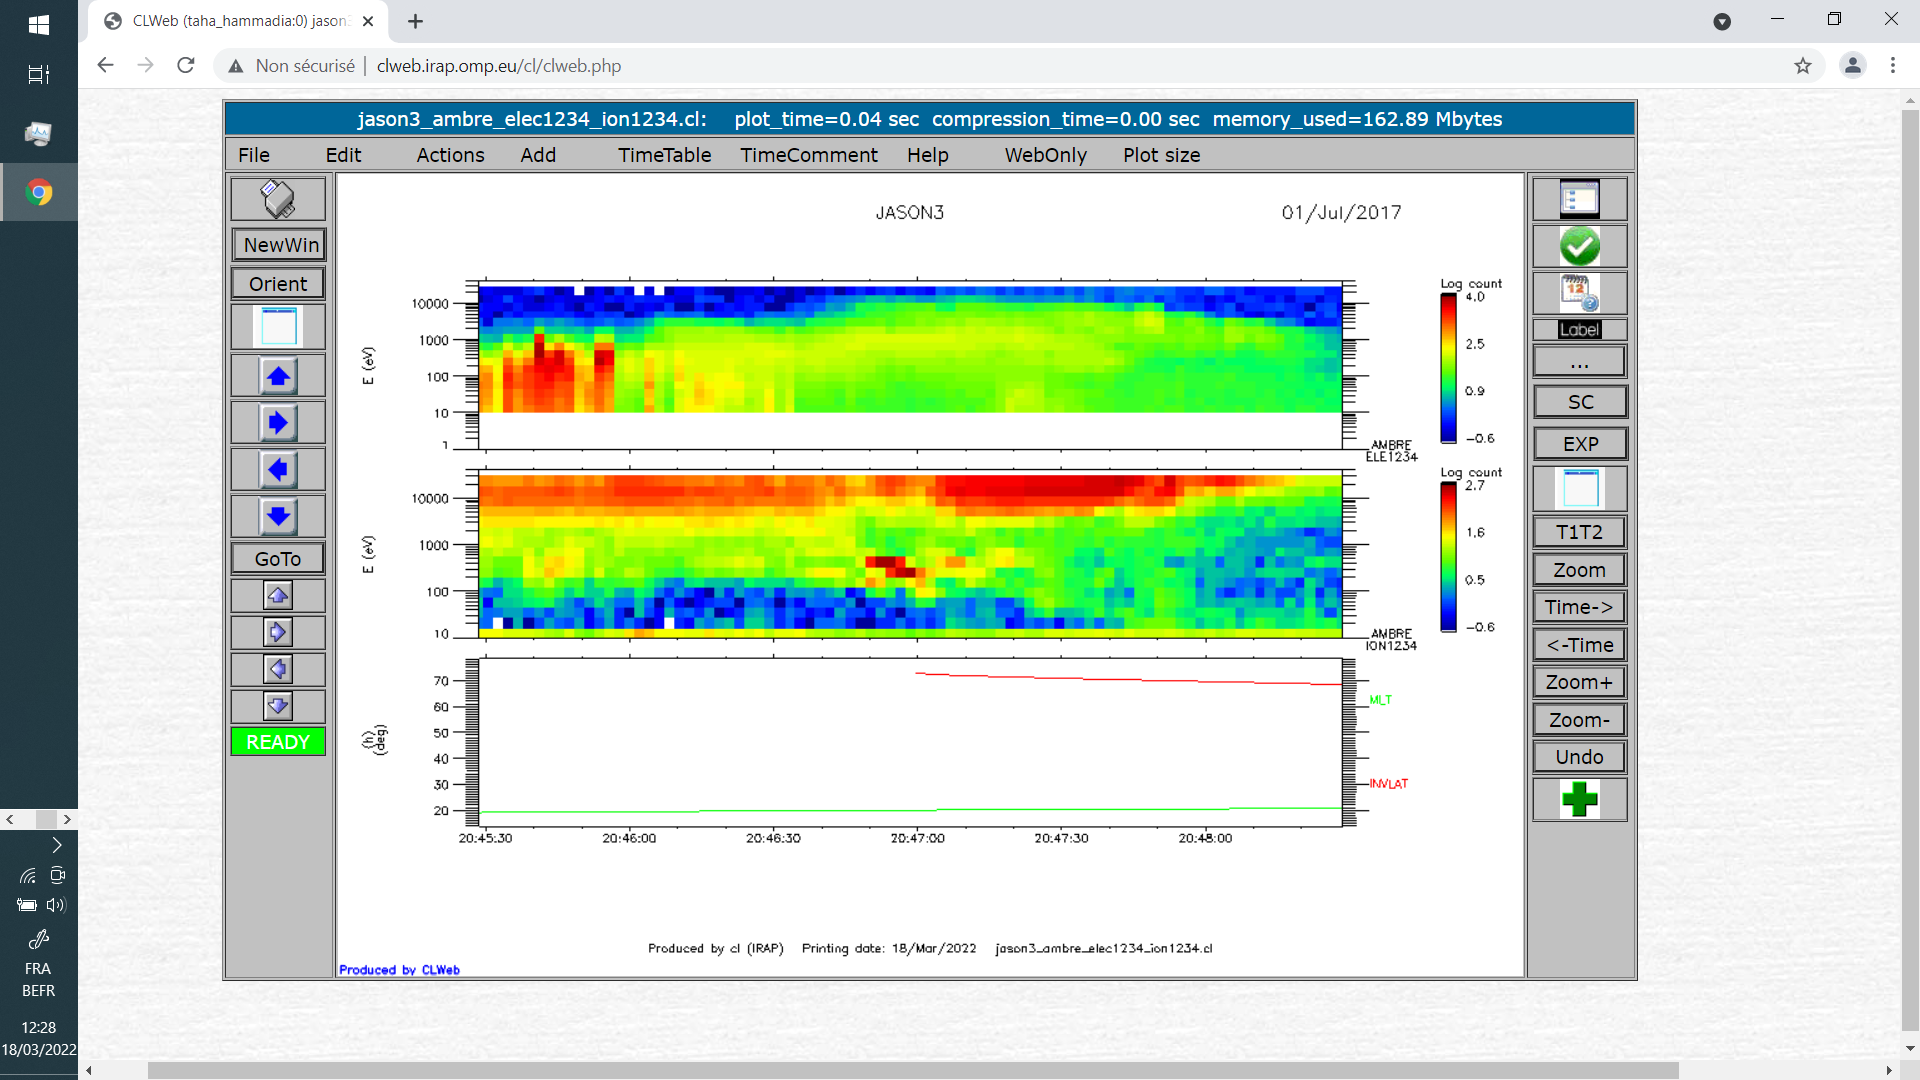 CLWeb (taha_hammadia:0) jason3
Non sécurisé | clweb.irap.omp.eu/cl/clweb.php
jason3_ambre_elec1234_ion1234.cl: plot_time=0.04 sec compression_time=0.00 sec memory_used=162.89 Mbytes
File Edit Actions Add TimeTable TimeComment Help WebOnly Plot size
NewWin
Orient
GoTo
READY
JASON3 01/Jul/2017
Log count
4.0
2.5
0.9
-0.6
10000
1000
100
10
1
E (eV)
AMBRE
ELE1234
Log count
2.7
1.6
0.5
-0.6
10000
1000
100
10
E (eV)
AMBRE
ION1234
70
60
50
40
30
20
(h)
(deg)
MLT
INVLAT
20:45:30 20:46:00 20:46:30 20:47:00 20:47:30 20:48:00
Produced by cl (IRAP) Printing date: 18/Mar/2022 jason3_ambre_elec1234_ion1234.cl
Produced by CLWeb
12
Label
...
SC
EXP
T1T2
Zoom
Time->
<-Time
Zoom+
Zoom-
Undo
FRA
BEFR
12:28
18/03/2022